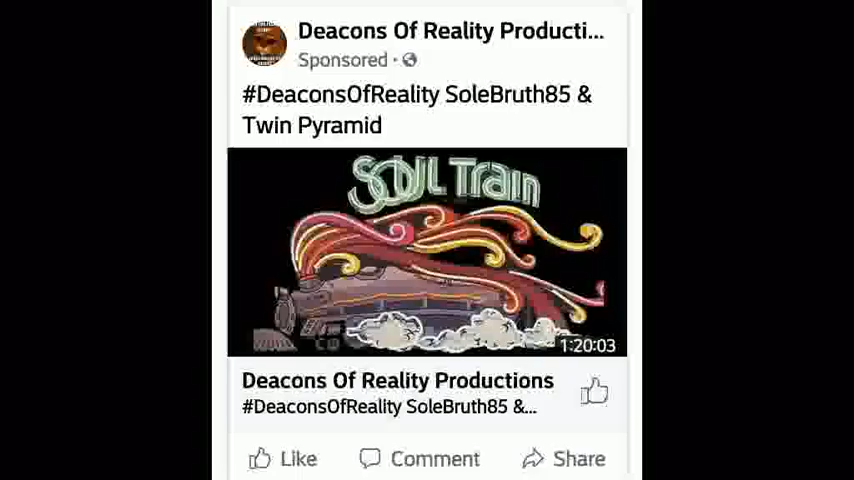 Deacons Of Reality Producti...
Sponsored ·
#DeaconsOfReality SoleBruth85 &
Twin Pyramid
SOUL Train
1:20:03
Deacons Of Reality Productions
#DeaconsOfReality SoleBruth85 &...
Like Comment Share